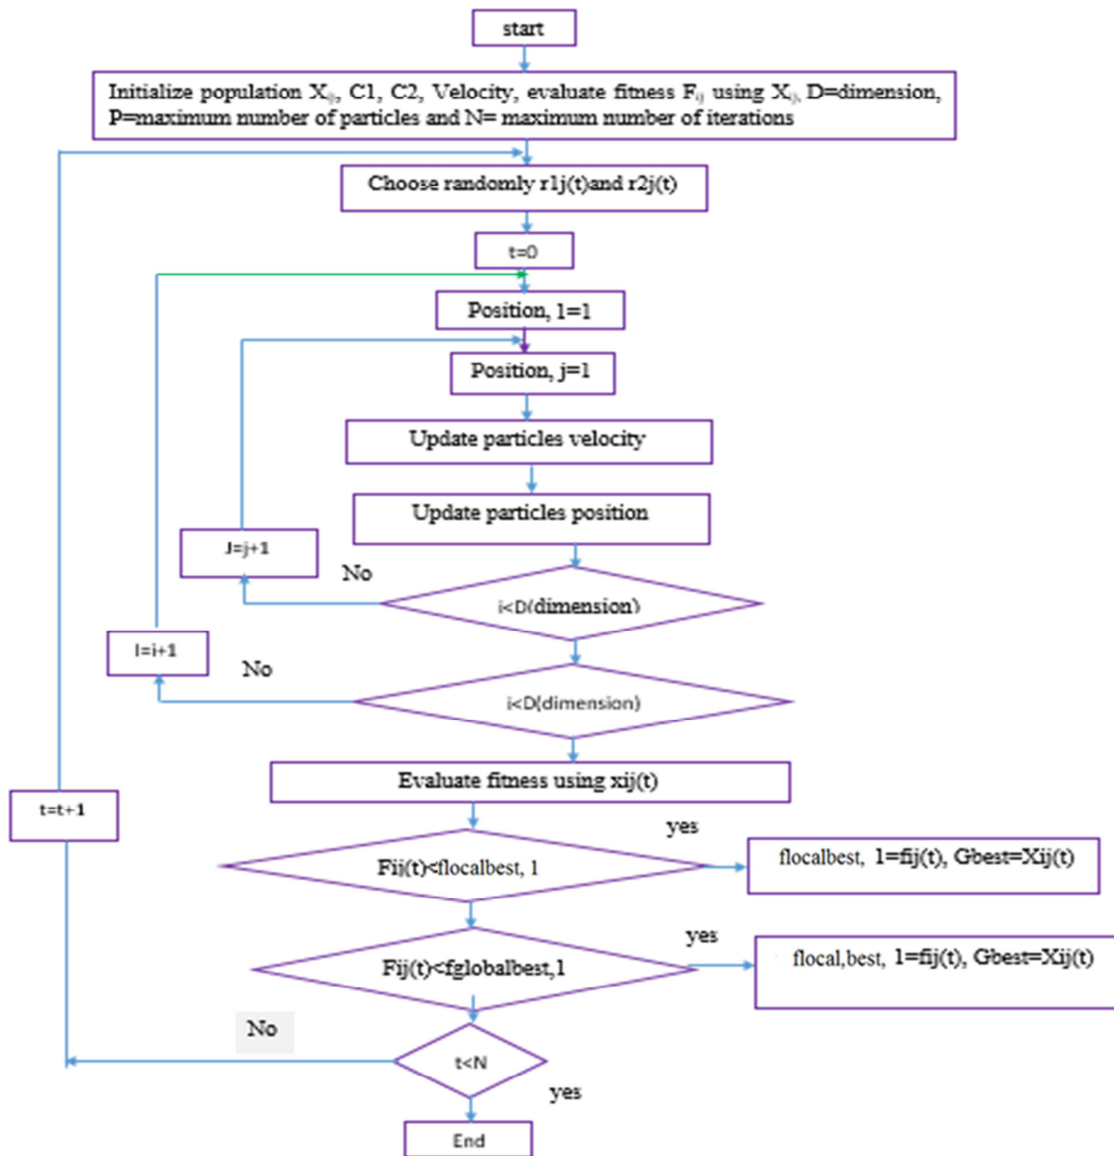 start
Initialize population Xij, C1, C2, Velocity, evaluate fitness Fij using Xij, D=dimension,
P=maximum number of particles and N= maximum number of iterations
Choose randomly r1j(t)and r2j(t)
t=0
Position, 1=1
Position, j=1
Update particles velocity
Update particles position
J=j+1
No
i<D(dimension)
I=i+1
No
i<D(dimension)
Evaluate fitness using xij(t)
t=t+1
yes
Fij(t)<flocalbest, 1
flocalbest, 1=fij(t), Gbest=Xij(t)
yes
Fij(t)<fglobalbest,1
flocal,best, 1=fij(t), Gbest=Xij(t)
No
t<N
yes
End